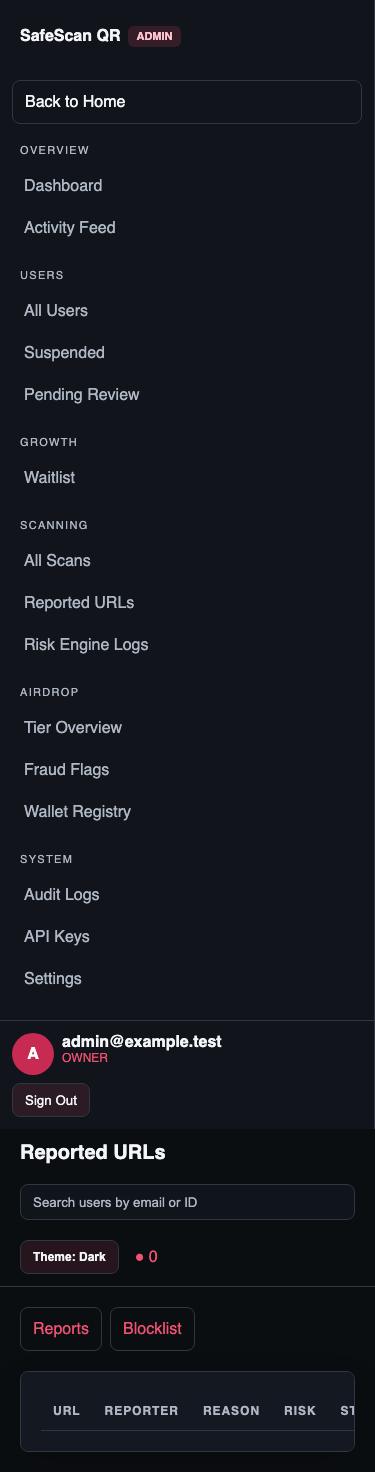 SafeScan QR ADMIN
Back to Home
OVERVIEW
Dashboard
Activity Feed
USERS
All Users
Suspended
Pending Review
GROWTH
Waitlist
SCANNING
All Scans
Reported URLs
Risk Engine Logs
AIRDROP
Tier Overview
Fraud Flags
Wallet Registry
SYSTEM
Audit Logs
API Keys
Settings
A admin@example.test
OWNER
Sign Out
Reported URLs
Search users by email or ID
Theme: Dark 0
Reports Blocklist
URL REPORTER REASON RISK ST